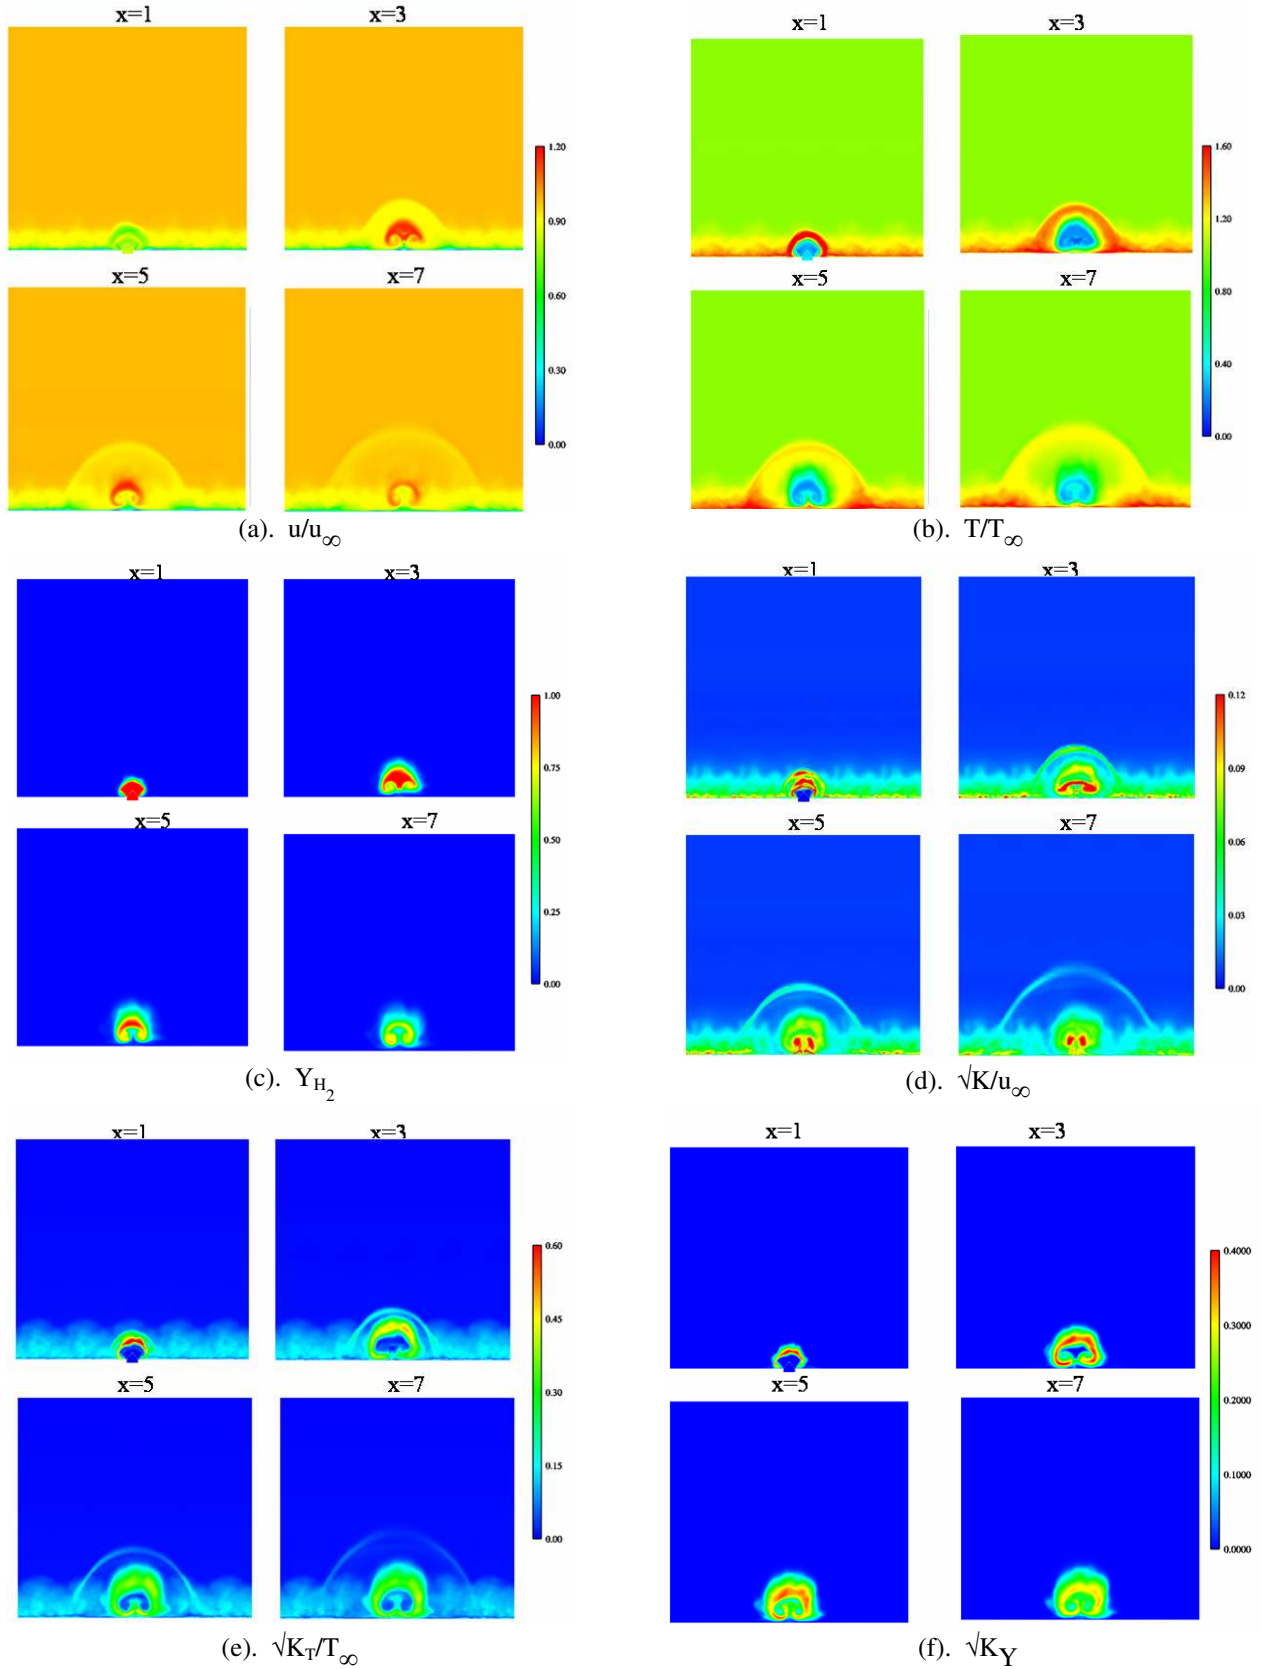 x=1 x=3
1.20
0.90
0.60
0.30
0.00
x=5 x=7
(a). u/u∞
x=1 x=3
1.60
1.20
0.80
0.40
0.00
x=5 x=7
(b). T/T∞
x=1 x=3
1.00
0.75
0.50
0.25
0.00
x=5 x=7
(c). Y_H₂
x=1 x=3
0.12
0.09
0.06
0.03
0.00
x=5 x=7
(d). √K/u∞
x=1 x=3
0.60
0.45
0.30
0.15
0.00
x=5 x=7
(e). √K_T/T∞
x=1 x=3
0.4000
0.3000
0.2000
0.1000
0.0000
x=5 x=7
(f). √K_Y